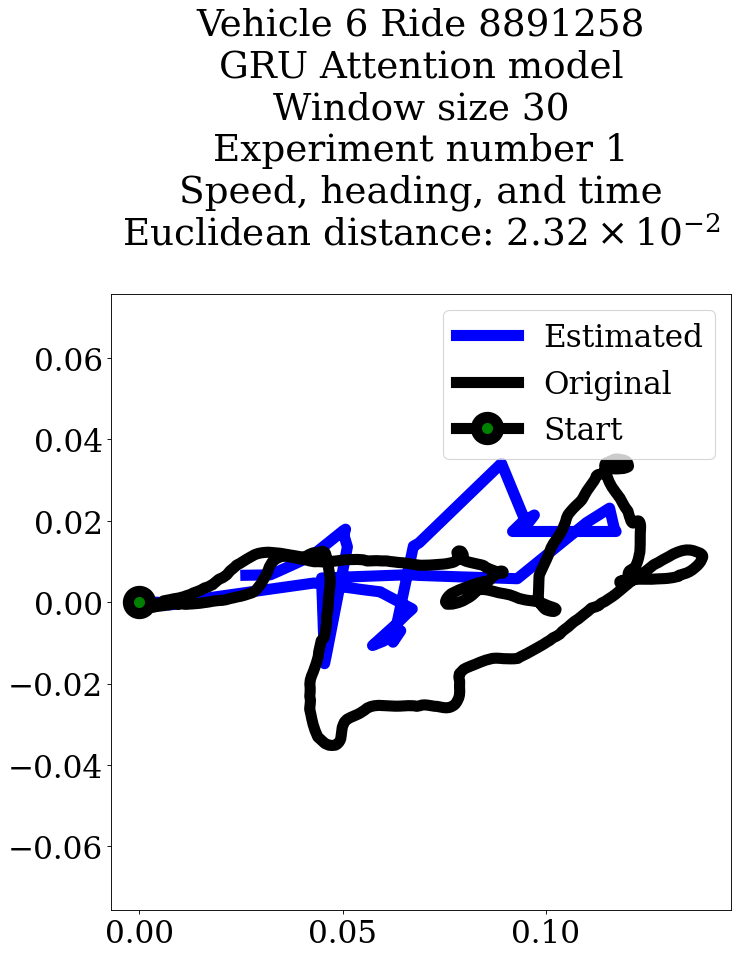 Vehicle 6 Ride 8891258
GRU Attention model
Window size 30
Experiment number 1
Speed, heading, and time
Euclidean distance: 2.32 × 10⁻²
Estimated
Original
Start
0.06
0.04
0.02
0.00
−0.02
−0.04
−0.06
0.00 0.05 0.10